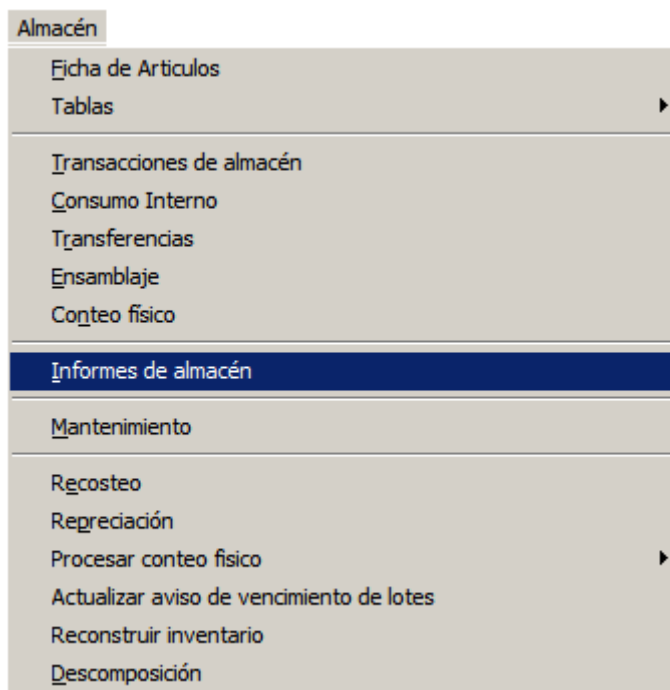 Almacén
Ficha de Articulos
Tablas
Transacciones de almacén
Consumo Interno
Transferencias
Ensamblaje
Conteo físico
Informes de almacén
Mantenimiento
Recosteo
Repreciación
Procesar conteo fisico
Actualizar aviso de vencimiento de lotes
Reconstruir inventario
Descomposición